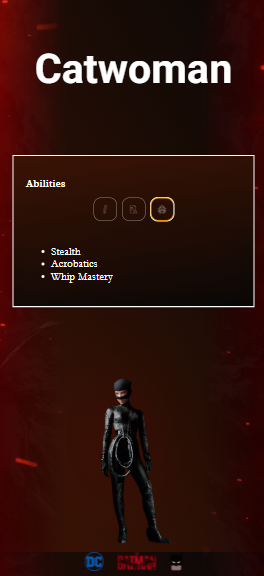 Catwoman
Abilities
Stealth
Acrobatics
Whip Mastery
DC
THE BATMAN